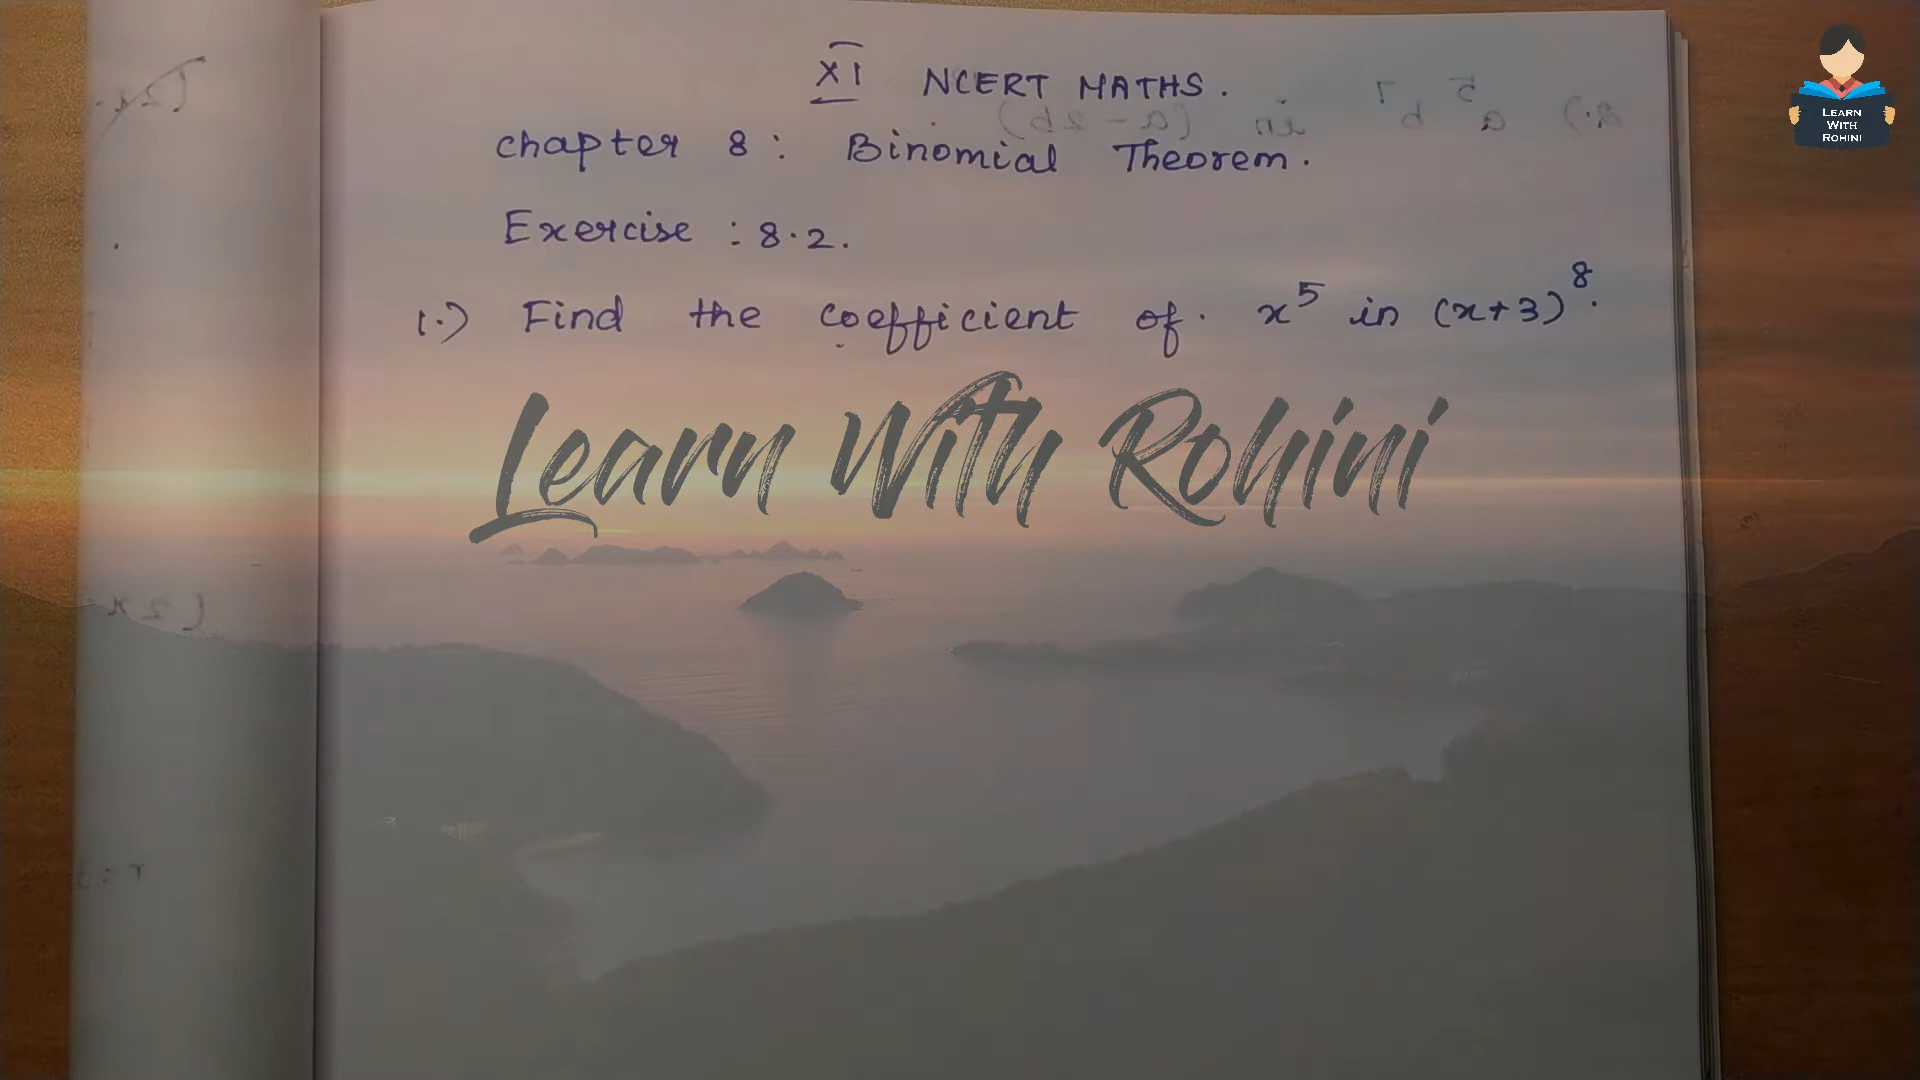 XI NCERT MATHS.
chapter 8: Binomial Theorem.
Exercise : 8.2.
1.) Find the coefficient of x⁵ in (x+3)⁸.
Learn With Rohini
LEARN
WITH
ROHINI